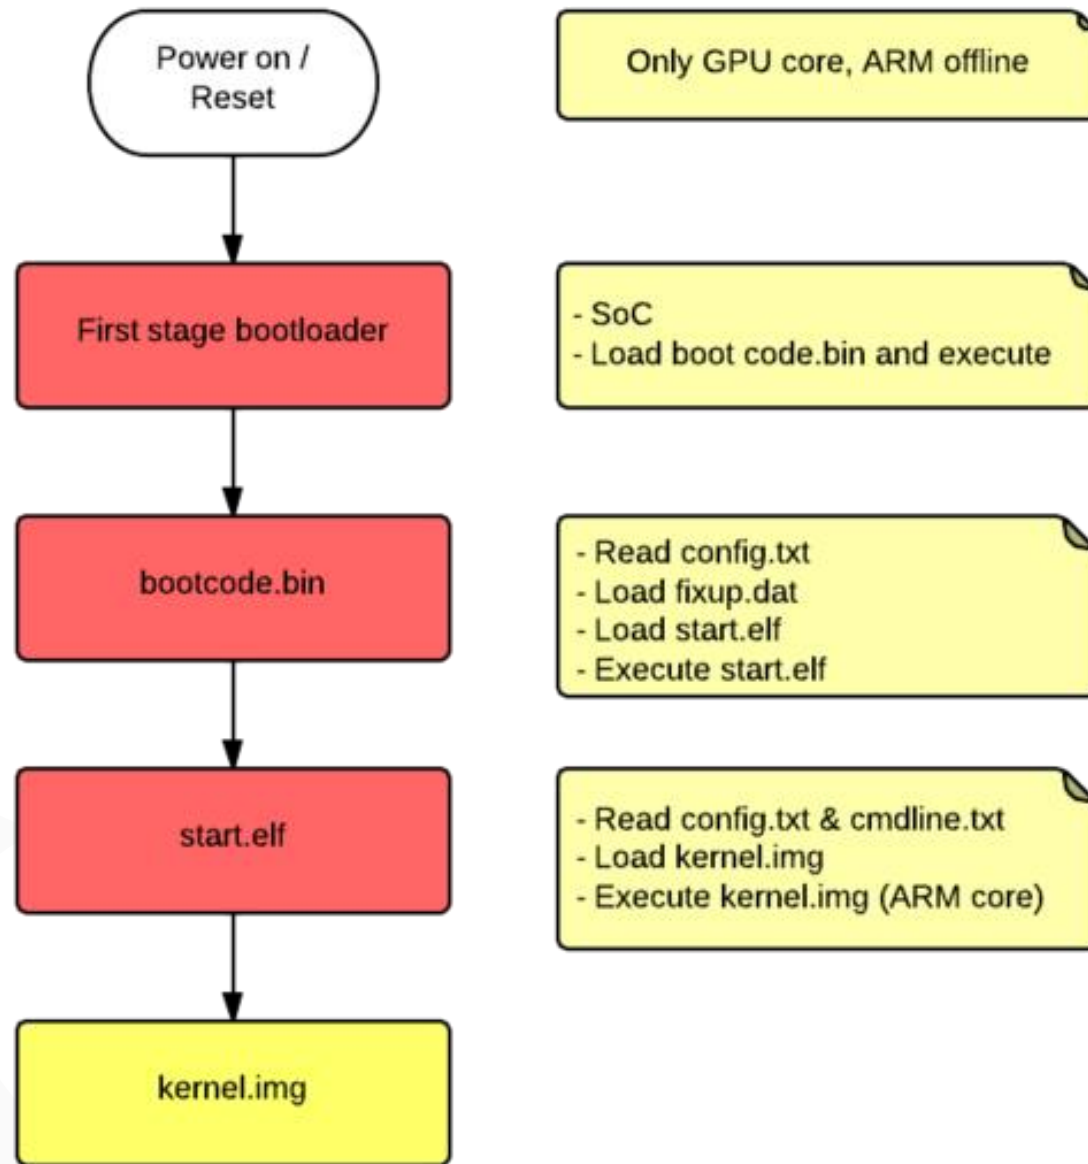 Power on /
Reset
Only GPU core, ARM offline
First stage bootloader
- SoC
- Load boot code.bin and execute
bootcode.bin
- Read config.txt
- Load fixup.dat
- Load start.elf
- Execute start.elf
start.elf
- Read config.txt & cmdline.txt
- Load kernel.img
- Execute kernel.img (ARM core)
kernel.img